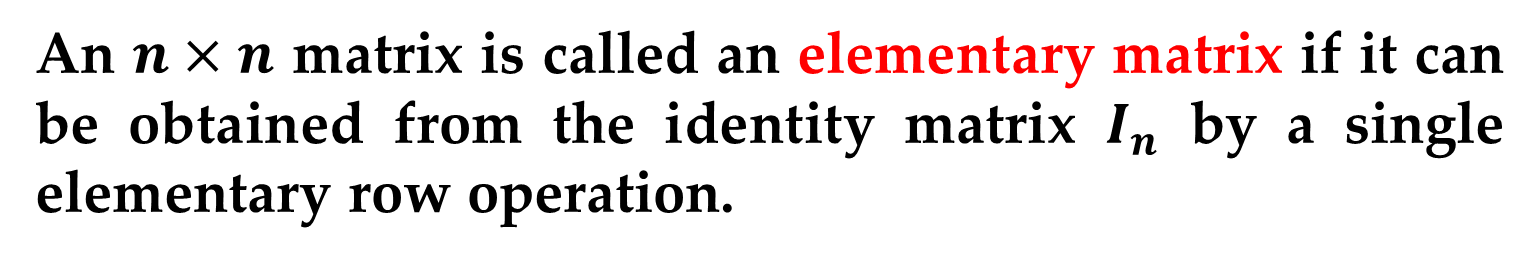 An n × n matrix is called an elementary matrix if it can
be obtained from the identity matrix Iₙ by a single
elementary row operation.